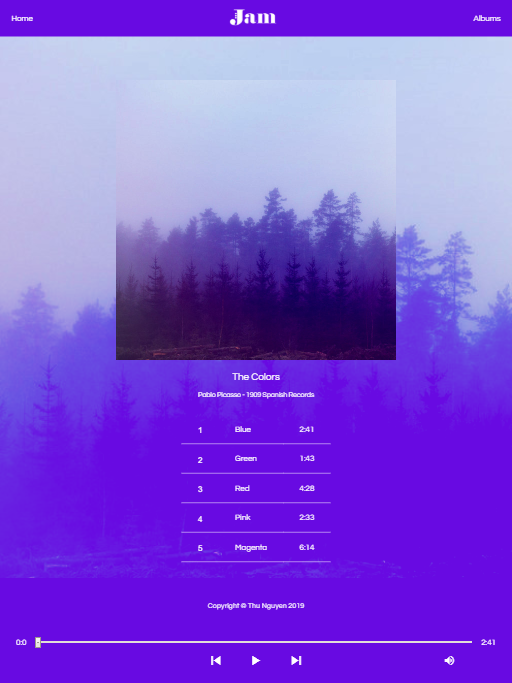 Home
Jam
Albums
The Colors
Pablo Picasso - 1909 Spanish Records
1 Blue 2:41
2 Green 1:43
3 Red 4:28
4 Pink 2:33
5 Magenta 6:14
Copyright © Thu Nguyen 2019
0:0
2:41